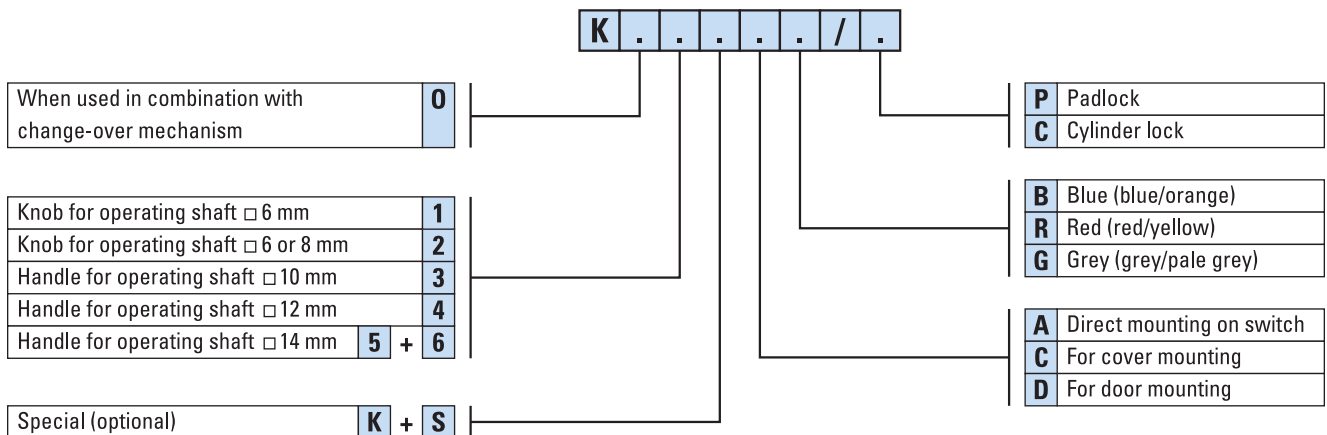 K . . . . . / .
When used in combination with O
change-over mechanism
Knob for operating shaft □ 6 mm 1
Knob for operating shaft □ 6 or 8 mm 2
Handle for operating shaft □ 10 mm 3
Handle for operating shaft □ 12 mm 4
Handle for operating shaft □ 14 mm 5 + 6
Special (optional) K + S
P Padlock
C Cylinder lock
B Blue (blue/orange)
R Red (red/yellow)
G Grey (grey/pale grey)
A Direct mounting on switch
C For cover mounting
D For door mounting